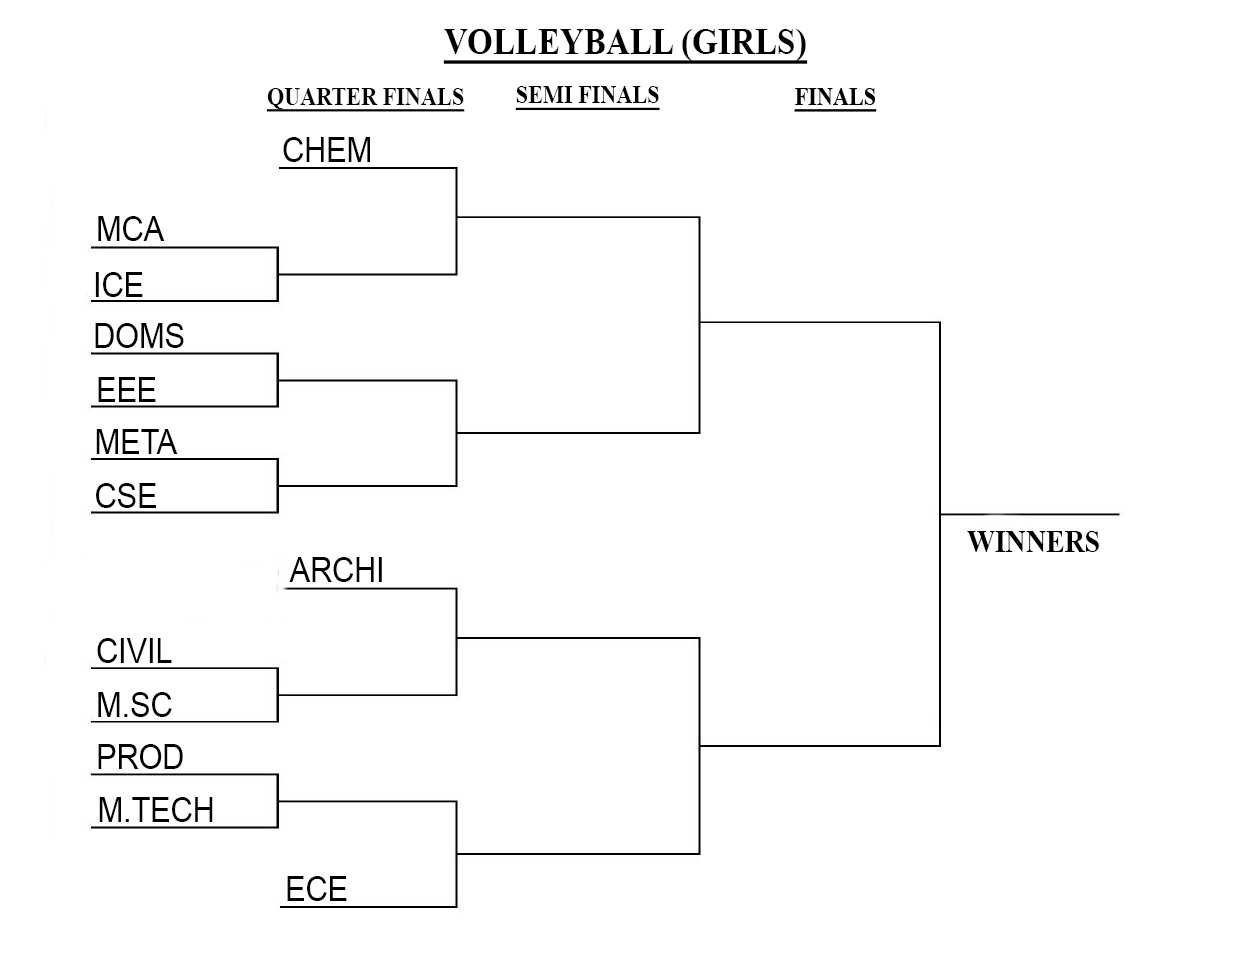 VOLLEYBALL (GIRLS)
QUARTER FINALS
SEMI FINALS
FINALS
CHEM
MCA
ICE
DOMS
EEE
META
CSE
ARCHI
CIVIL
M.SC
PROD
M.TECH
ECE
WINNERS